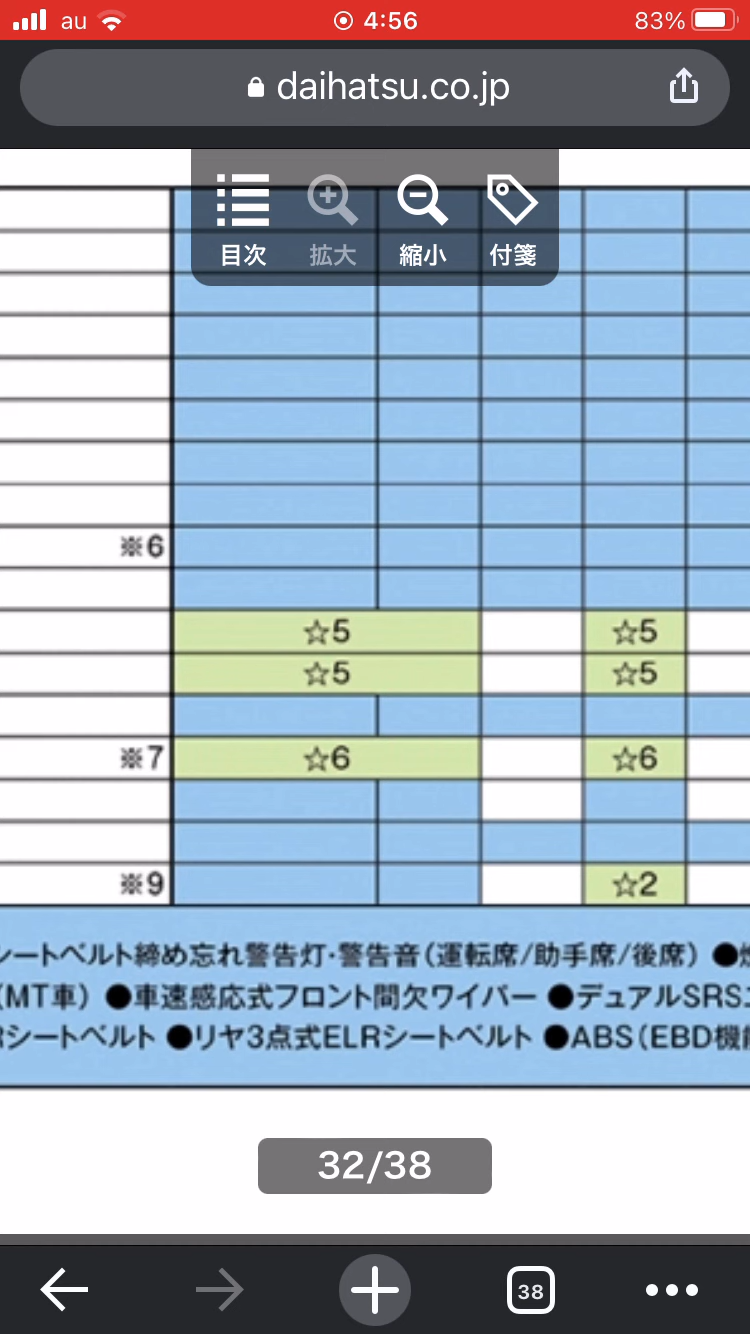 au 4:56 83%
daihatsu.co.jp
目次 拡大 縮小 付箋
※6
☆5 ☆5
☆5 ☆5
※7 ☆6 ☆6
※9 ☆2
シートベルト締め忘れ警告灯・警告音（運転席/助手席/後席） ●
(MT車） ●車速感応式フロント間欠ワイパー ●デュアルSRS
Rシートベルト ●リヤ3点式ELRシートベルト ●ABS（EBD機能
32/38
38